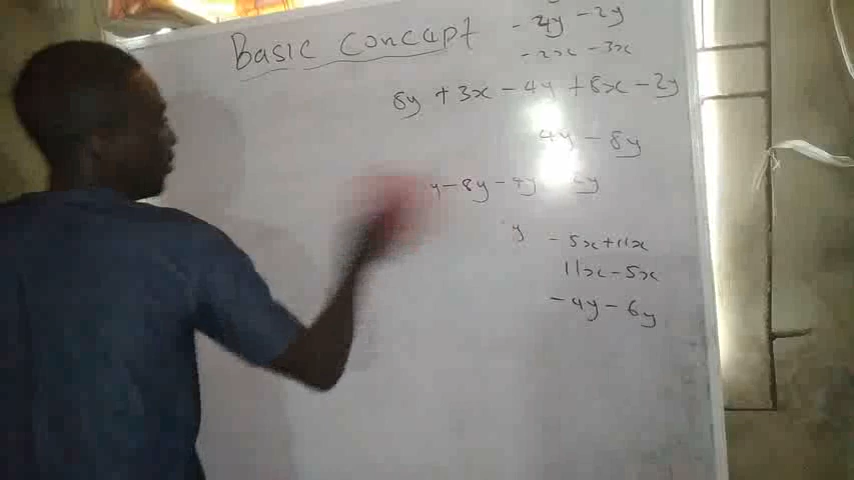 Basic Concept
- 2y - 2y
- 2x - 3x
8y + 3x - 4y + 8x - 2y
4y - 8y
y - 8y - 4y
y
- 5x + 11x
11x - 5x
- 4y - 6y